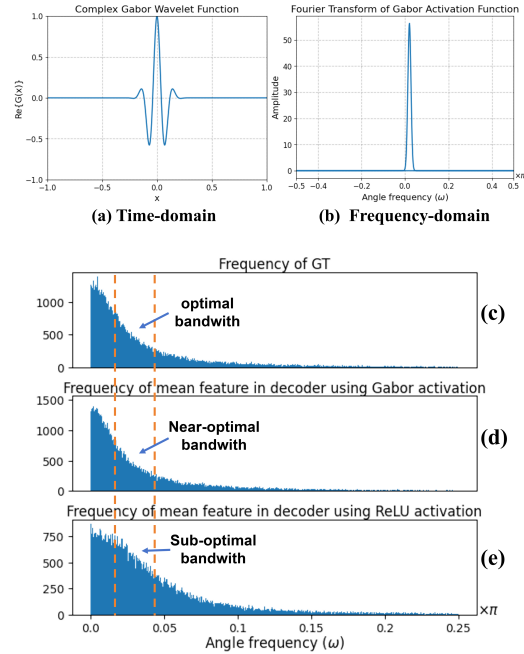 Complex Gabor Wavelet Function
1.0
0.5
0.0
−0.5
−1.0
Re{G(x)}
−1.0 −0.5 0.0 0.5 1.0
x
(a) Time-domain
Fourier Transform of Gabor Activation Function
50
40
30
20
10
0
Amplitude
−0.5 −0.4 −0.2 0.0 0.2 0.4 0.5
×π
Angle frequency (ω)
(b) Frequency-domain
Frequency of GT
1000
500
0
optimal
bandwith
(c)
Frequency of mean feature in decoder using Gabor activation
1500
1000
500
0
Near-optimal
bandwith
(d)
Frequency of mean feature in decoder using ReLU activation
750
500
250
0
Sub-optimal
bandwith
(e)
0.0 0.05 0.10 0.15 0.20 0.25
×π
Angle frequency (ω)